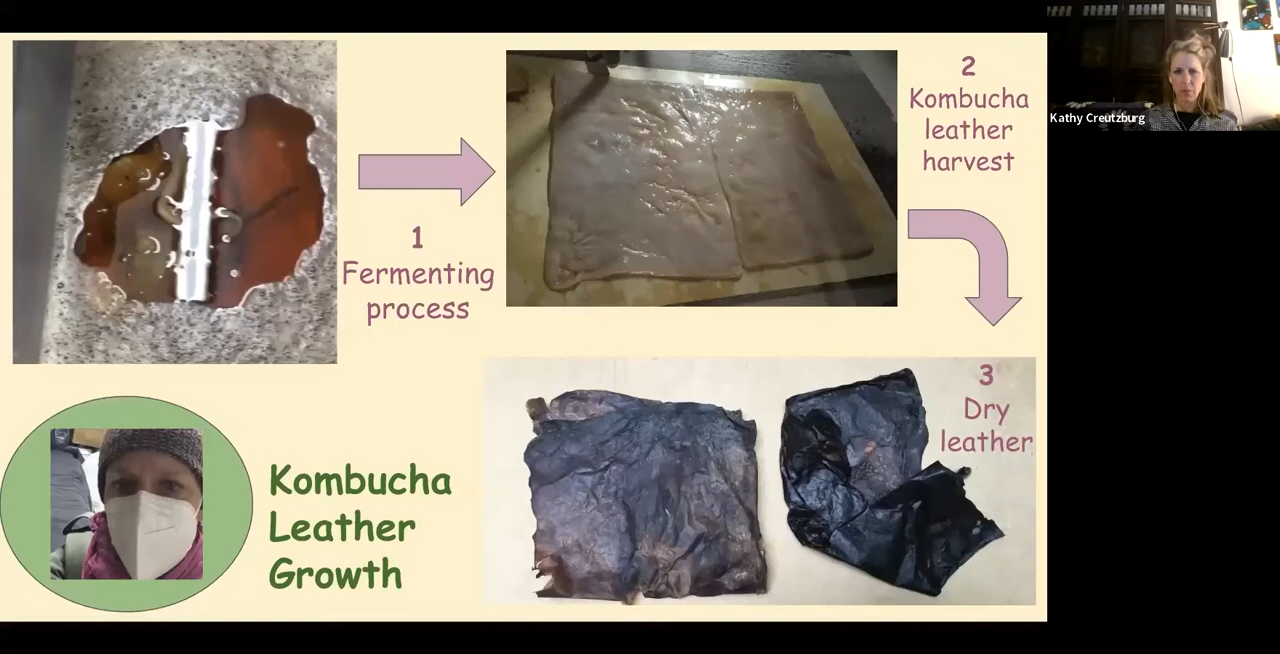 1
Fermenting
process
2
Kombucha
leather
harvest
Kathy Creutzburg
3
Dry
leather
Kombucha
Leather
Growth